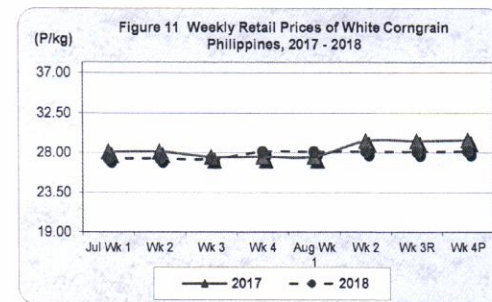 Figure 11 Weekly Retail Prices of White Corngrain
Philippines, 2017 - 2018
(P/kg)
37.00
32.50
28.00
23.50
19.00
Jul Wk 1 Wk 2 Wk 3 Wk 4 Aug Wk 1 Wk 2 Wk 3R Wk 4P
2017 2018